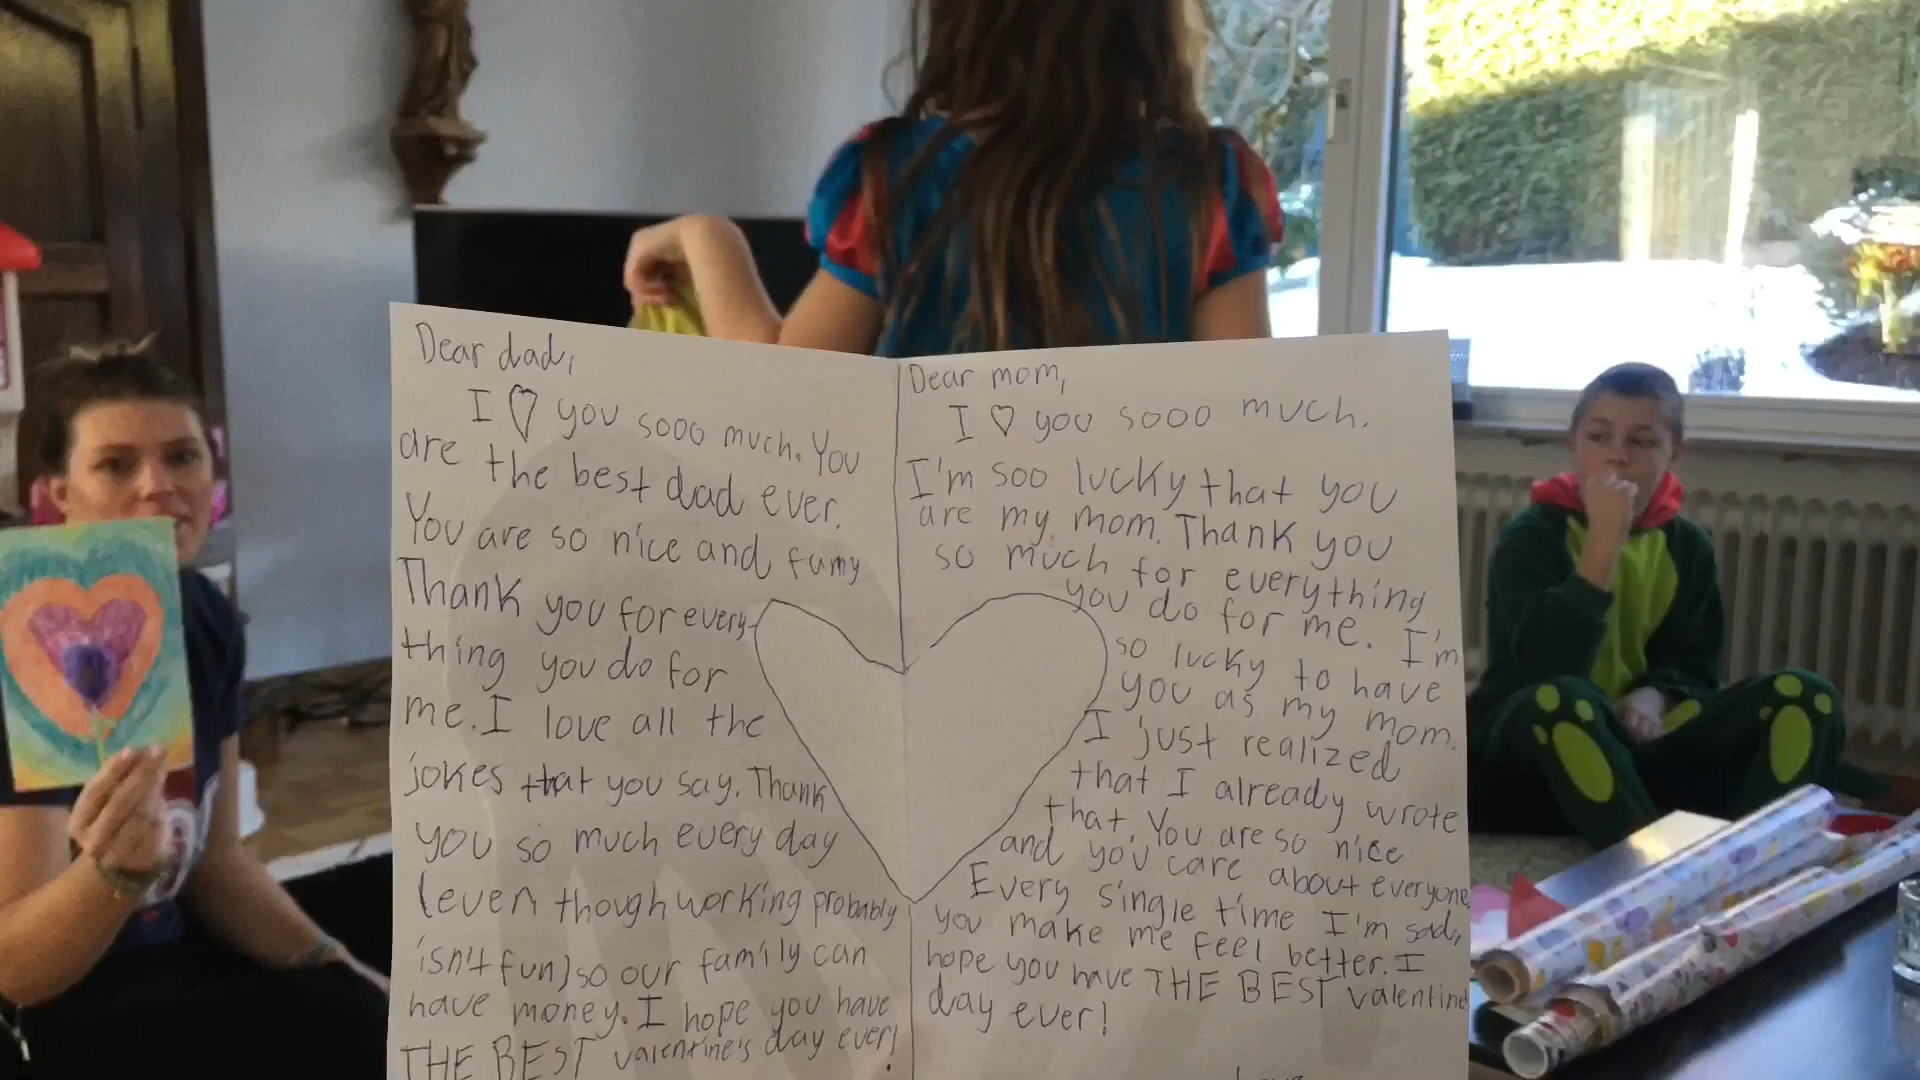 Dear dad,
I ♡ you sooo much. You
are the best dad ever.
You are so nice and funny
Thank you for every-
thing you do for
me. I love all the
jokes that you say. Thank
you so much every day
(even though working probably
isn't fun) so our family can
have money. I hope you have
THE BEST valentine's day ever!
Dear mom,
I ♡ you sooo much.
I'm soo lucky that you
are my mom. Thank you
so much for everything
you do for me. I'm
so lucky to have
you as my mom.
I just realized
that I already wrote
that. You are so nice
and you care about everyone
Every single time I'm sad,
you make me feel better. I
hope you have THE BEST valentine
day ever!